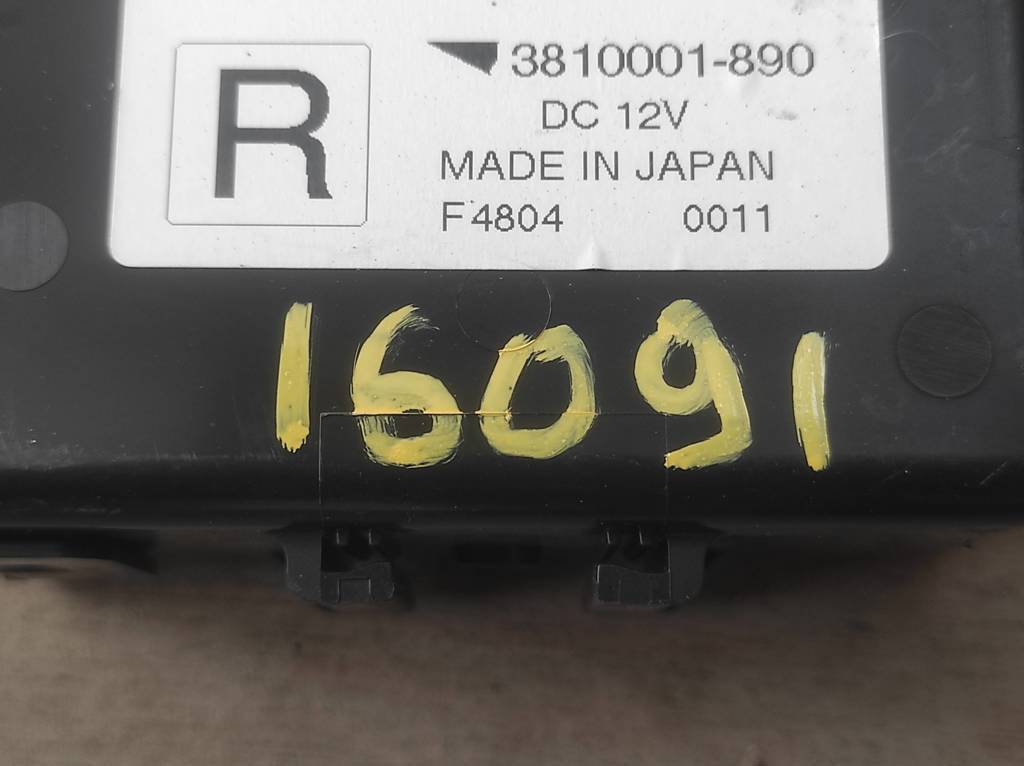 R
3810001-890
DC 12V
MADE IN JAPAN
F4804 0011
16091